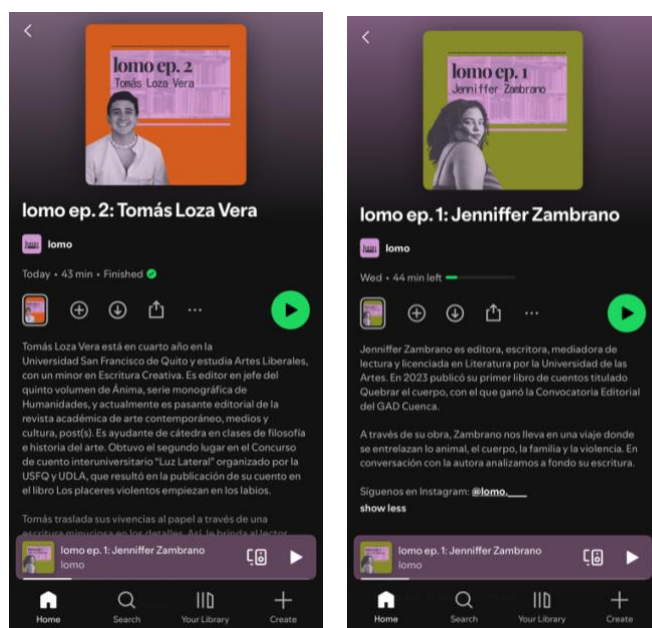 lomo ep. 2
Tomás Loza Vera
lomo ep. 2: Tomás Loza Vera
lomo
Today • 43 min • Finished
Tomás Loza Vera está en cuarto año en la
Universidad San Francisco de Quito y estudia Artes Liberales,
con un minor en Escritura Creativa. Es editor en jefe del
quinto volumen de Ánima, serie monográfica de
Humanidades, y actualmente es pasante editorial de la
revista académica de arte contemporáneo, medios y
cultura, post(s). Es ayudante de cátedra en clases de filosofía
e historia del arte. Obtuvo el segundo lugar en el Concurso
de cuento interuniversitario "Luz Lateral" organizado por la
USFQ y UDLA, que resultó en la publicación de su cuento en
el libro Los placeres violentos empiezan en los labios.
Tomás traslada sus vivencias al papel a través de una
escritura minuciosa en los detalles. Así, le brinda al lector
lomo ep. 1: Jenniffer Zambrano
lomo
Home
Search
Your Library
Create
lomo ep. 1
Jenniffer Zambrano
lomo ep. 1: Jenniffer Zambrano
lomo
Wed • 44 min left
Jenniffer Zambrano es editora, escritora, mediadora de
lectura y licenciada en Literatura por la Universidad de las
Artes. En 2023 publicó su primer libro de cuentos titulado
Quebrar el cuerpo, con el que ganó la Convocatoria Editorial
del GAD Cuenca.
A través de su obra, Zambrano nos lleva en una viaje donde
se entrelazan lo animal, el cuerpo, la familia y la violencia. En
conversación con la autora analizamos a fondo su escritura.
Síguenos en Instagram: @lomo.____
show less
lomo ep. 1: Jenniffer Zambrano
lomo
Home
Search
Your Library
Create